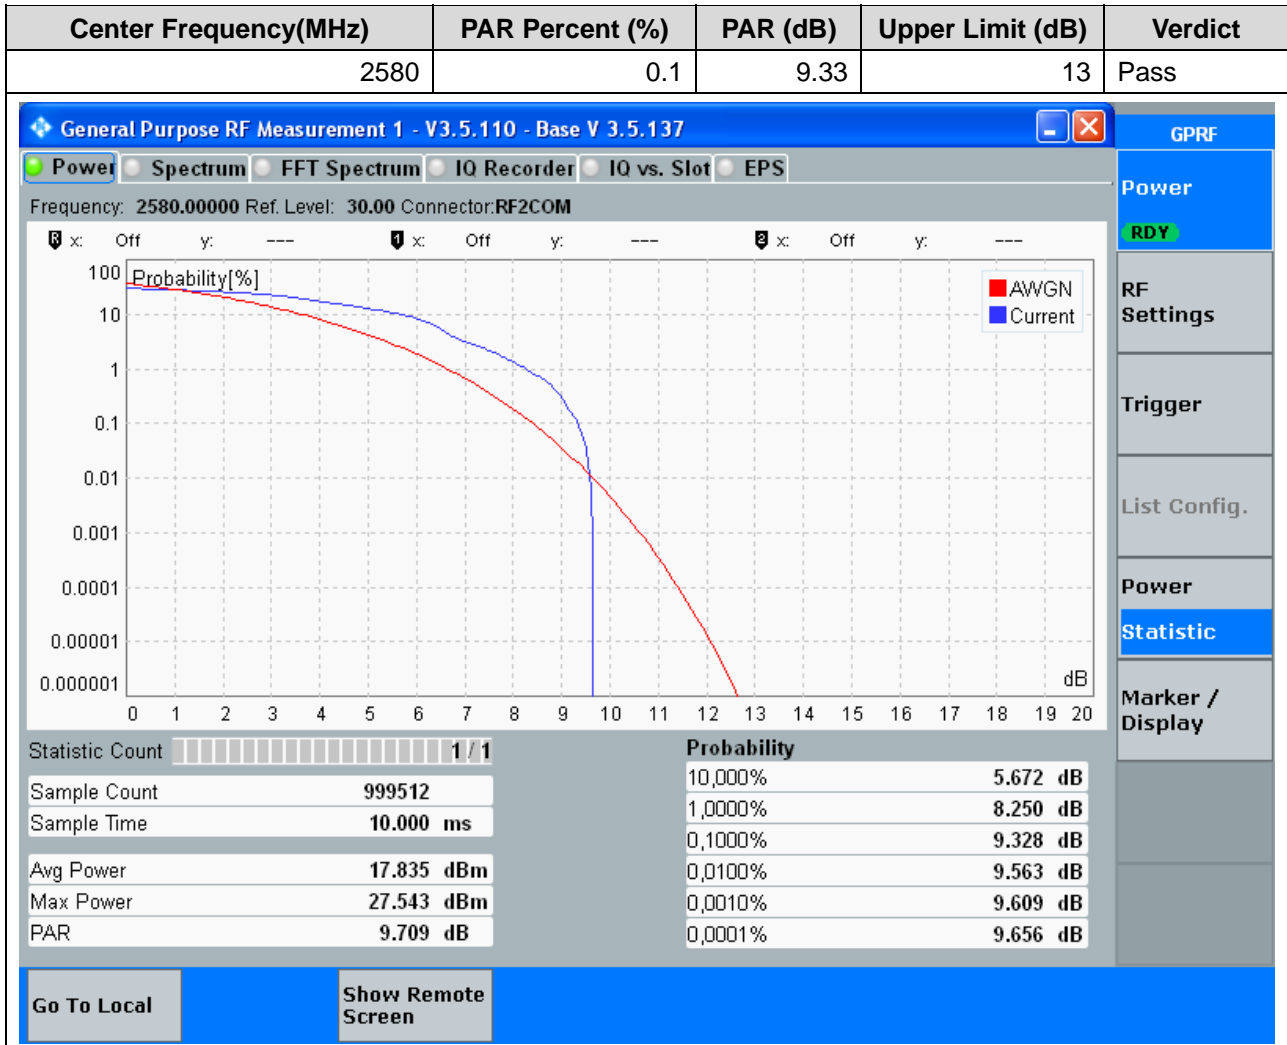 Center Frequency(MHz) PAR Percent (%) PAR (dB) Upper Limit (dB) Verdict
2580 0.1 9.33 13 Pass
General Purpose RF Measurement 1 - V3.5.110 - Base V 3.5.137
GPRF
Power Spectrum FFT Spectrum IQ Recorder IQ vs. Slot EPS
Power
RDY
Frequency: 2580.00000 Ref. Level: 30.00 Connector:RF2COM
R x: Off y: --- 1 x: Off y: --- 2 x: Off y: ---
Probability[%]
AWGN
Current
100
10
1
0.1
0.01
0.001
0.0001
0.00001
0.000001
dB
0 1 2 3 4 5 6 7 8 9 10 11 12 13 14 15 16 17 18 19 20
RF
Settings
Trigger
List Config.
Power
Statistic
Marker /
Display
Statistic Count 1 / 1
Sample Count 999512
Sample Time 10.000 ms
Avg Power 17.835 dBm
Max Power 27.543 dBm
PAR 9.709 dB
Probability
10,000% 5.672 dB
1,0000% 8.250 dB
0,1000% 9.328 dB
0,0100% 9.563 dB
0,0010% 9.609 dB
0,0001% 9.656 dB
Go To Local
Show Remote
Screen